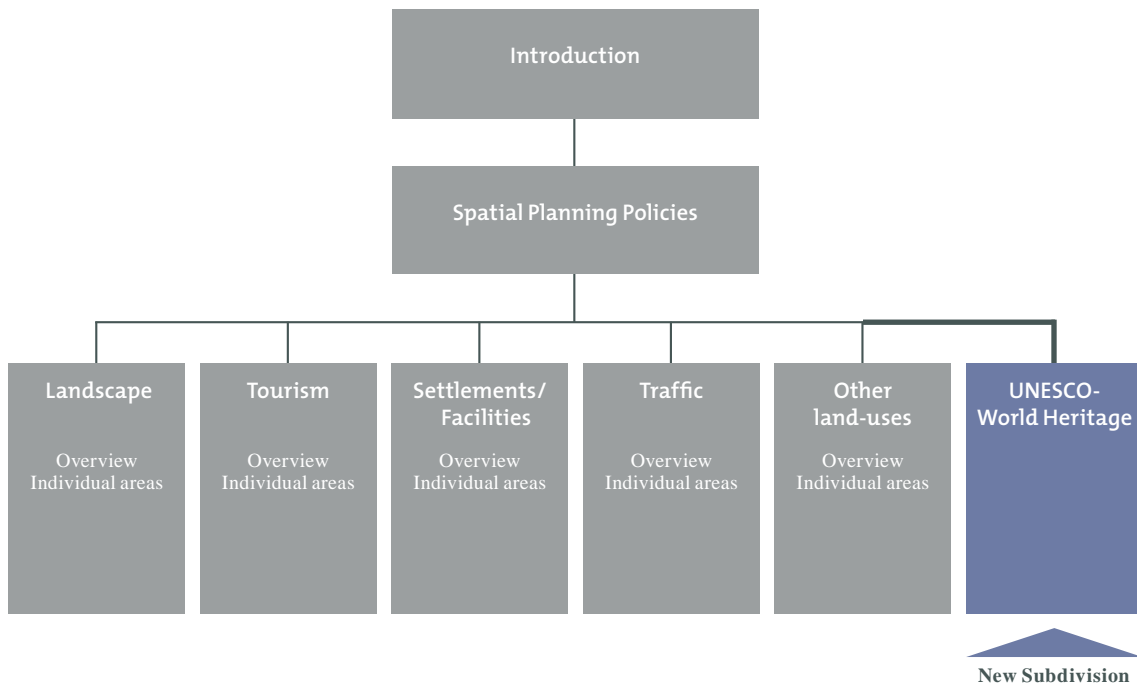 Introduction
Spatial Planning Policies
Landscape
Overview
Individual areas
Tourism
Overview
Individual areas
Settlements/
Facilities
Overview
Individual areas
Traffic
Overview
Individual areas
Other
land-uses
Overview
Individual areas
UNESCO-
World Heritage
New Subdivision